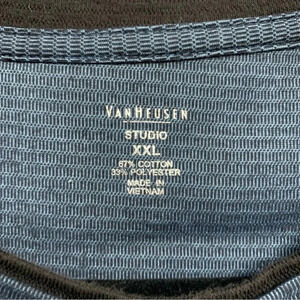 VANHEUSEN
STUDIO
XXL
67% COTTON
33% POLYESTER
MADE IN
VIETNAM